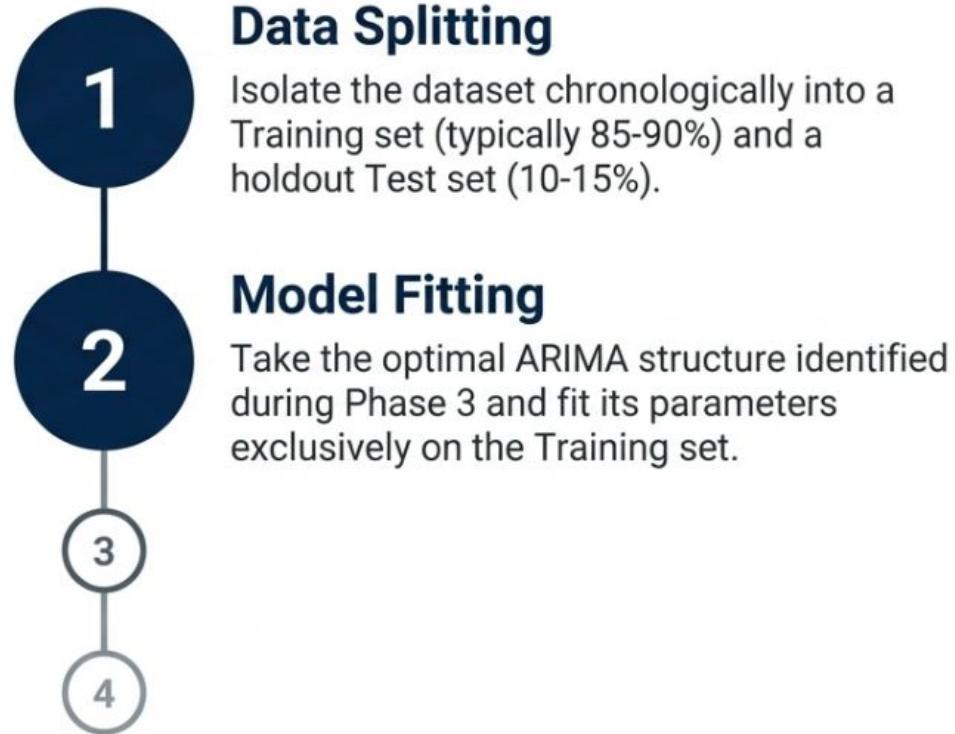 1
Data Splitting
Isolate the dataset chronologically into a
Training set (typically 85-90%) and a
holdout Test set (10-15%).
2
Model Fitting
Take the optimal ARIMA structure identified
during Phase 3 and fit its parameters
exclusively on the Training set.
3
4